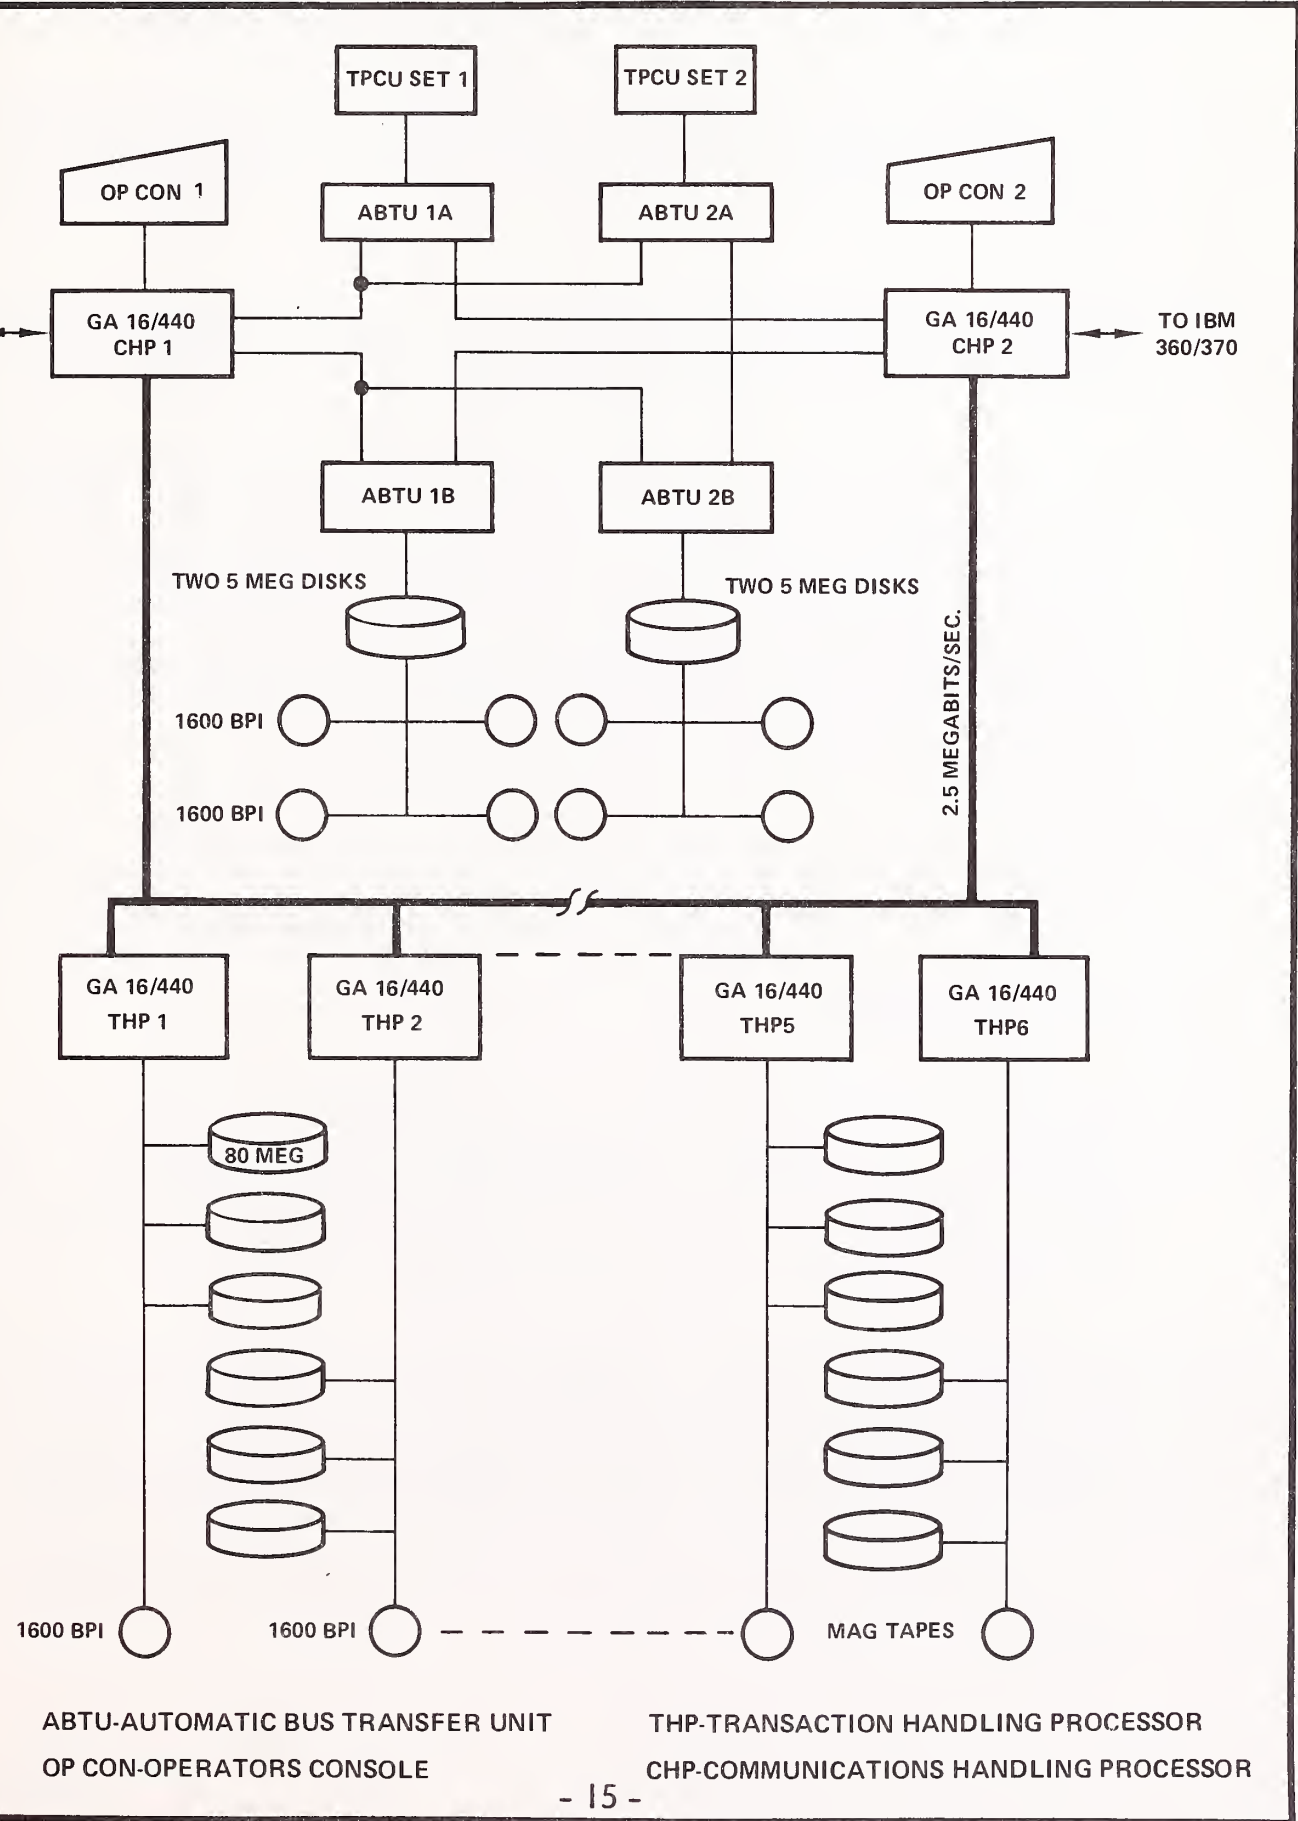 TPCU SET 1
TPCU SET 2
OP CON 1
ABTU 1A
ABTU 2A
OP CON 2
GA 16/440
CHP 1
GA 16/440
CHP 2
TO IBM
360/370
ABTU 1B
ABTU 2B
TWO 5 MEG DISKS
TWO 5 MEG DISKS
2.5 MEGABITS/SEC.
1600 BPI
1600 BPI
GA 16/440
THP 1
GA 16/440
THP 2
GA 16/440
THP5
GA 16/440
THP6
80 MEG
1600 BPI
1600 BPI
MAG TAPES
ABTU-AUTOMATIC BUS TRANSFER UNIT
THP-TRANSACTION HANDLING PROCESSOR
OP CON-OPERATORS CONSOLE
CHP-COMMUNICATIONS HANDLING PROCESSOR
- 15 -